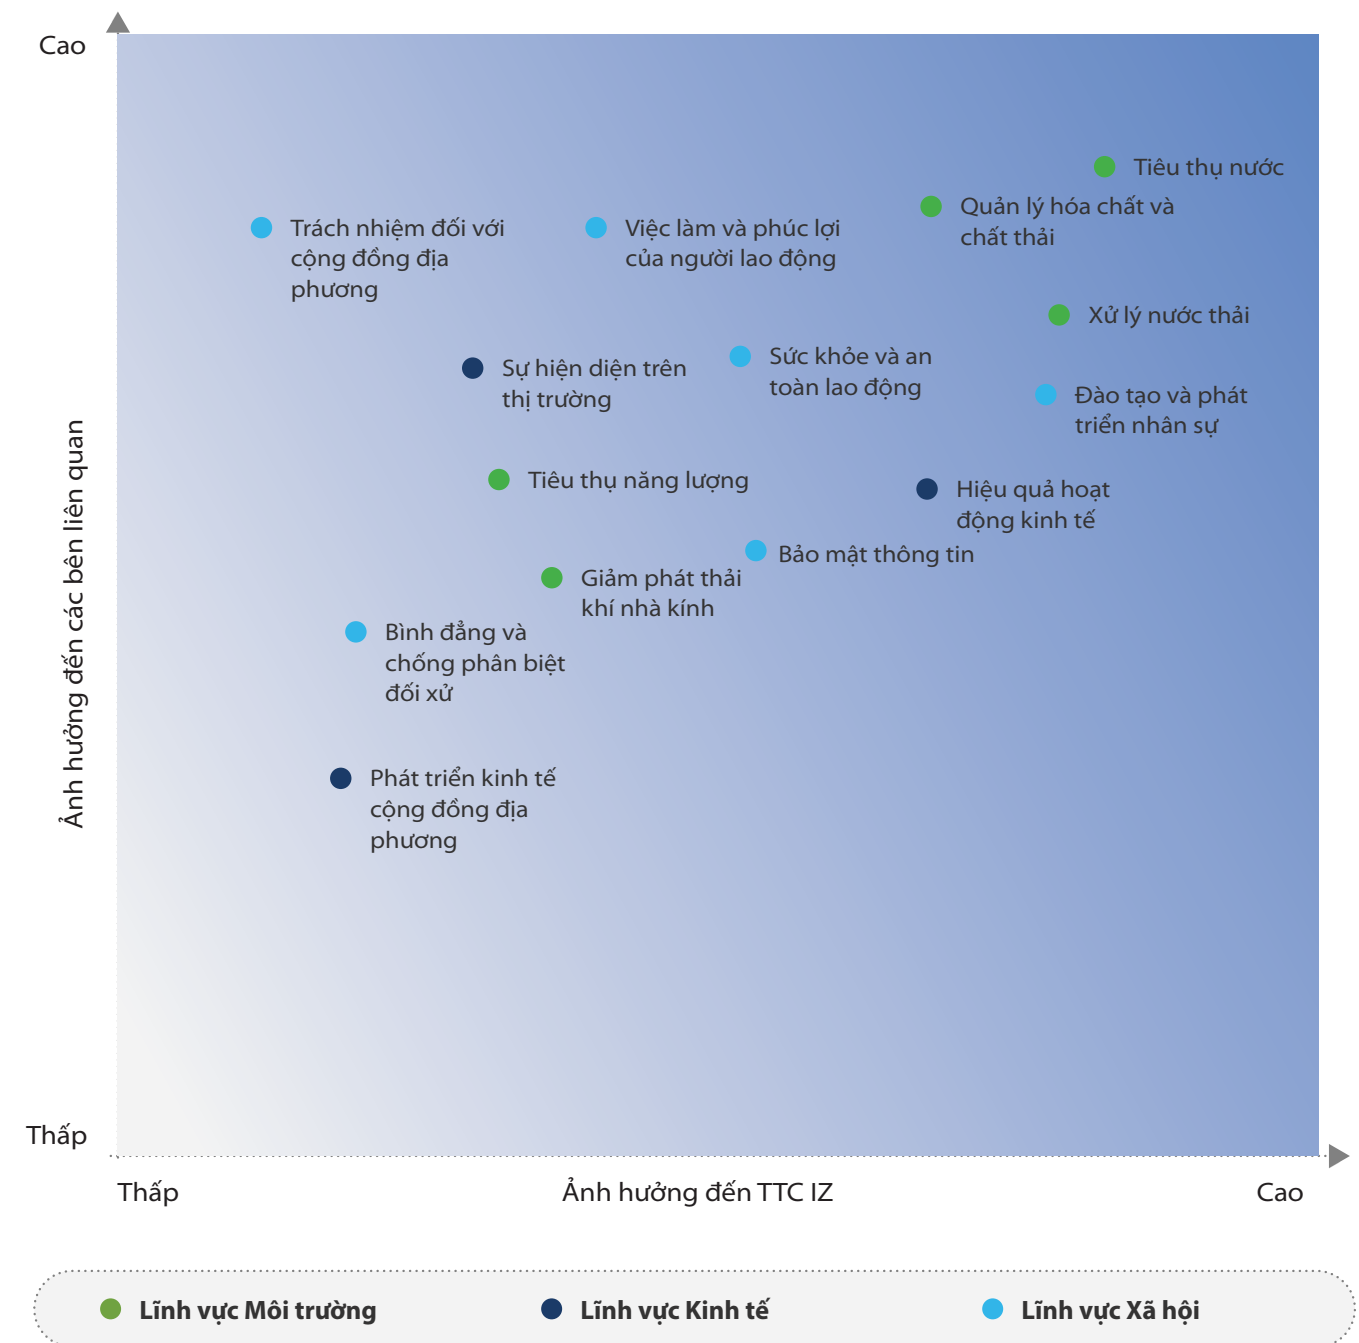 Cao
Tiêu thụ nước
Quản lý hóa chất và
chất thải
Trách nhiệm đối với
cộng đồng địa
phương
Việc làm và phúc lợi
của người lao động
Xử lý nước thải
Sự hiện diện trên
thị trường
Sức khỏe và an
toàn lao động
Đào tạo và phát
triển nhân sự
Tiêu thụ năng lượng
Hiệu quả hoạt
động kinh tế
Bảo mật thông tin
Giảm phát thải
khí nhà kính
Bình đẳng và
chống phân biệt
đối xử
Phát triển kinh tế
cộng đồng địa
phương
Ảnh hưởng đến các bên liên quan
Thấp
Thấp
Ảnh hưởng đến TTC IZ
Cao
Lĩnh vực Môi trường
Lĩnh vực Kinh tế
Lĩnh vực Xã hội